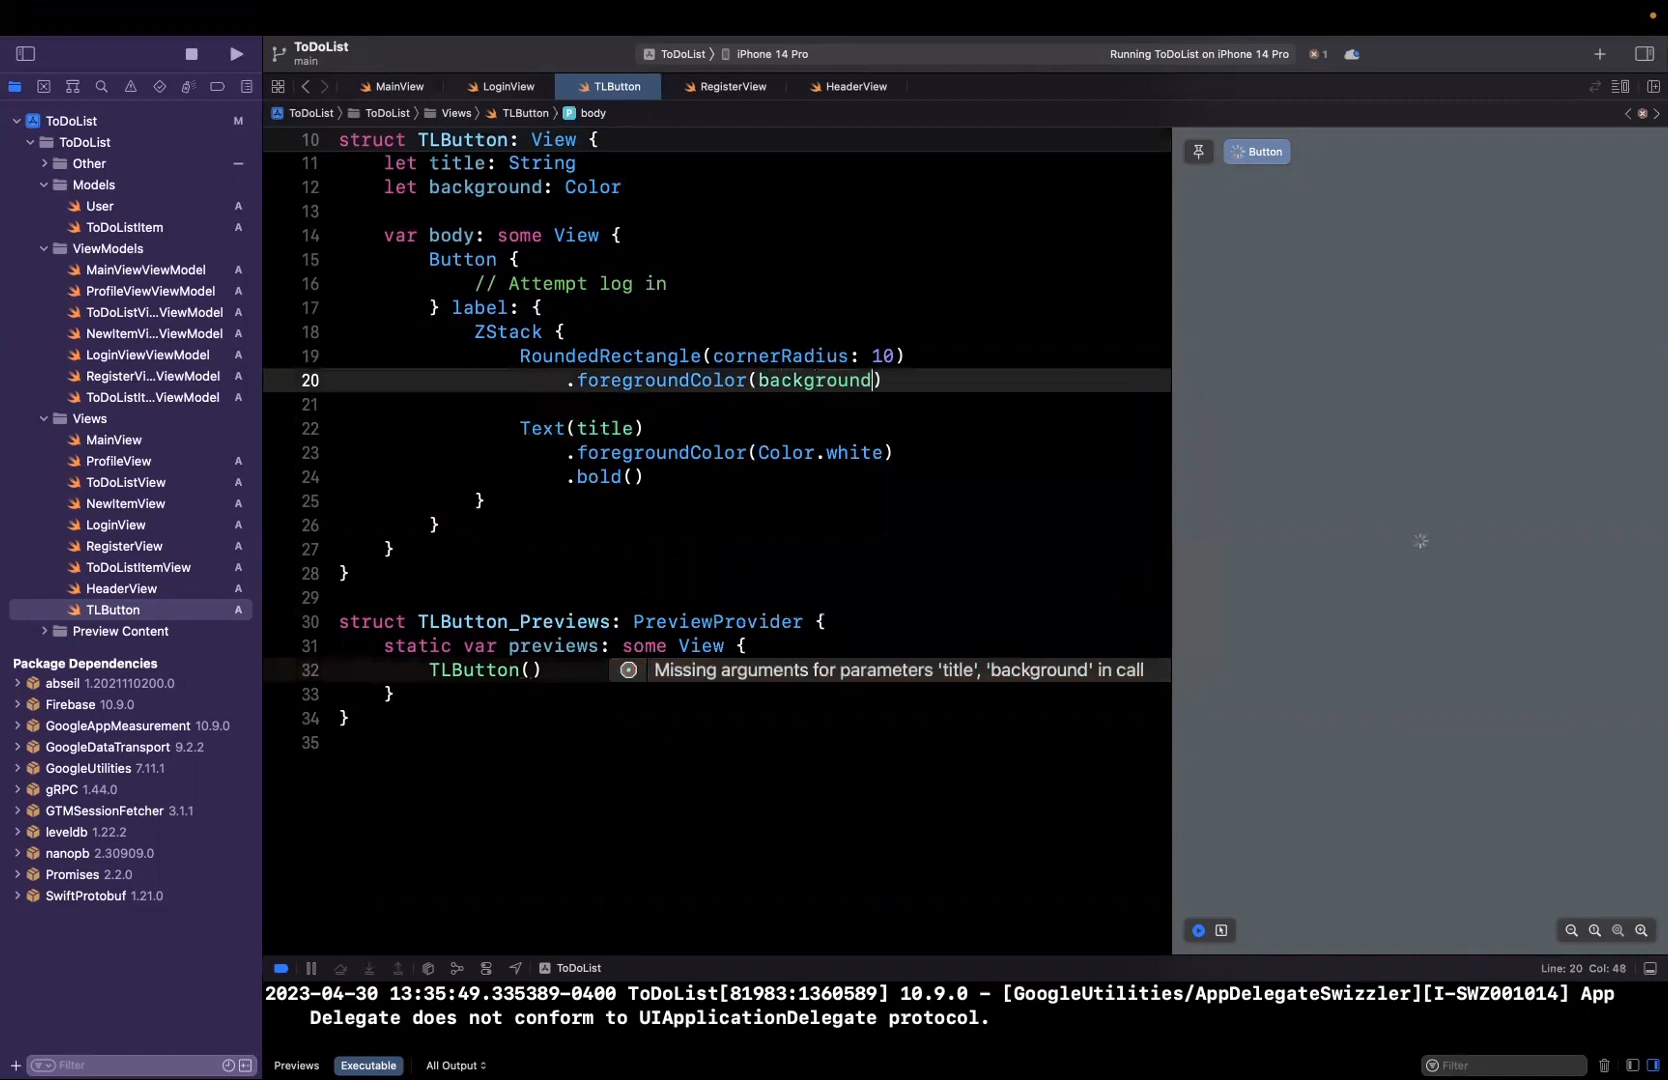 ToDoList
main
ToDoList
iPhone 14 Pro
Running ToDoList on iPhone 14 Pro
1
MainView
LoginView
TLButton
RegisterView
HeaderView
ToDoList
ToDoList
Views
TLButton
P
body
ToDoList M
ToDoList
Other
Models
User A
ToDoListItem A
ViewModels
MainViewViewModel A
ProfileViewViewModel A
ToDoListVi...ViewModel A
NewItemVi...ViewModel A
LoginViewViewModel A
RegisterVi...ViewModel A
ToDoListIt...ViewModel A
Views
MainView
ProfileView A
ToDoListView A
NewItemView A
LoginView A
RegisterView A
ToDoListItemView A
HeaderView A
TLButton A
Preview Content
Package Dependencies
abseil 1.2021110200.0
Firebase 10.9.0
GoogleAppMeasurement 10.9.0
GoogleDataTransport 9.2.2
GoogleUtilities 7.11.1
gRPC 1.44.0
GTMSessionFetcher 3.1.1
leveldb 1.22.2
nanopb 2.30909.0
Promises 2.2.0
SwiftProtobuf 1.21.0
Filter
10 struct TLButton: View {
11 let title: String
12 let background: Color
13
14 var body: some View {
15 Button {
16 // Attempt log in
17 } label: {
18 ZStack {
19 RoundedRectangle(cornerRadius: 10)
20 .foregroundColor(background)
21
22 Text(title)
23 .foregroundColor(Color.white)
24 .bold()
25 }
26 }
27 }
28 }
29
30 struct TLButton_Previews: PreviewProvider {
31 static var previews: some View {
32 TLButton() Missing arguments for parameters 'title', 'background' in call
33 }
34 }
35
Button
ToDoList
Line: 20 Col: 48
2023-04-30 13:35:49.335389-0400 ToDoList[81983:1360589] 10.9.0 - [GoogleUtilities/AppDelegateSwizzler][I-SWZ001014] App
Delegate does not conform to UIApplicationDelegate protocol.
Previews
Executable
All Output
Filter